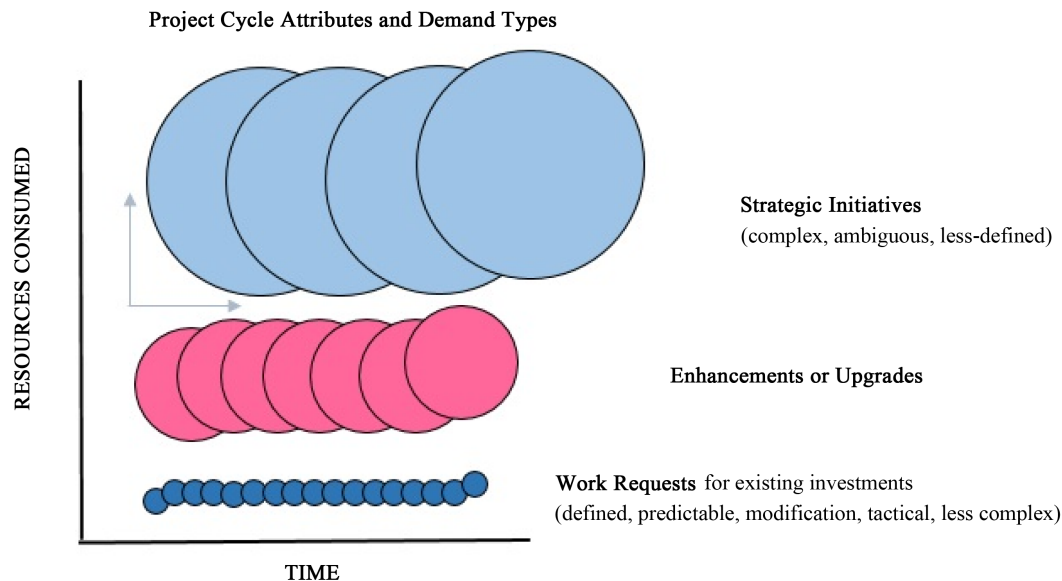 Project Cycle Attributes and Demand Types
RESOURCES CONSUMED
Strategic Initiatives
(complex, ambiguous, less-defined)
Enhancements or Upgrades
Work Requests for existing investments
(defined, predictable, modification, tactical, less complex)
TIME